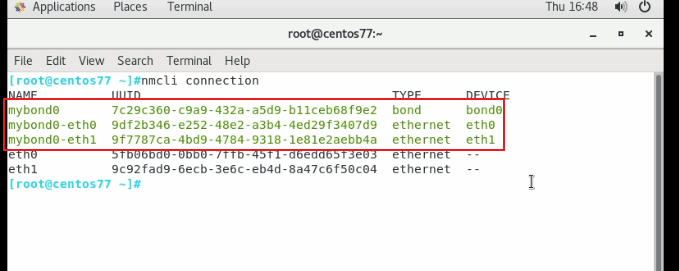 Applications Places Terminal Thu 16:48
root@centos77:~
File Edit View Search Terminal Help
[root@centos77 ~]#nmcli connection
NAME UUID TYPE DEVICE
mybond0 7c29c360-c9a9-432a-a5d9-b11ceb68f9e2 bond bond0
mybond0-eth0 9df2b346-e252-48e2-a3b4-4ed29f3407d9 ethernet eth0
mybond0-eth1 9f7787ca-4bd9-4784-9318-1e81e2aebb4a ethernet eth1
eth0 5fb06bd0-0bb0-7ffb-45f1-d6edd65f3e03 ethernet --
eth1 9c92fad9-6ecb-3e6c-eb4d-8a47c6f50c04 ethernet --
[root@centos77 ~]#